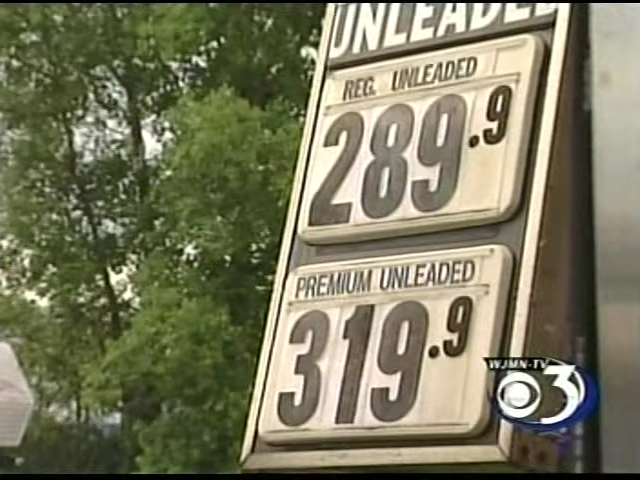 UNLEADED
REG. UNLEADED
289.9
PREMIUM UNLEADED
319.9
WJMN-TV
3